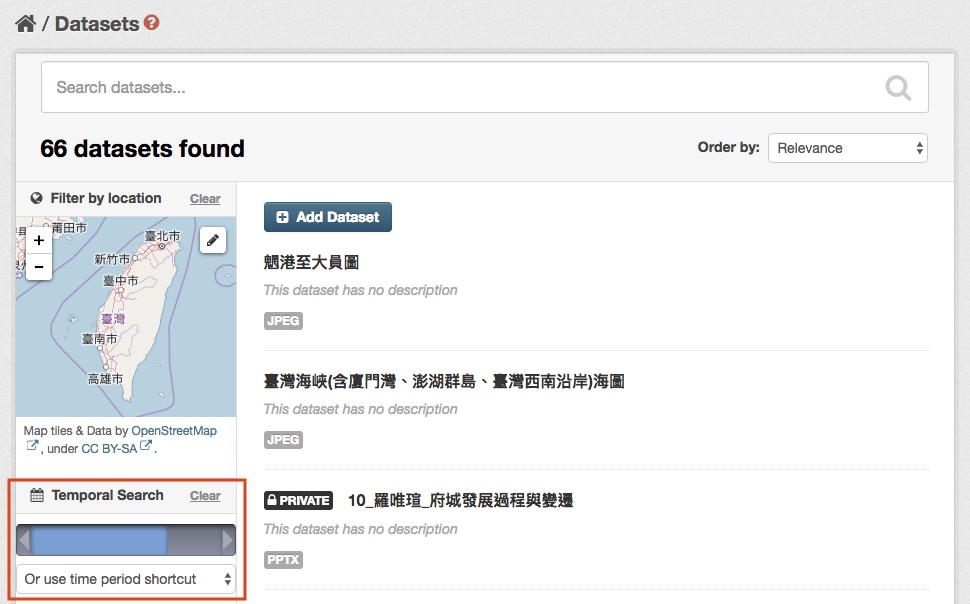 / Datasets ?
Search datasets...
66 datasets found
Order by: Relevance
Filter by location Clear
莆田市
臺北市
+
新竹市
−
臺中市
臺灣
臺南市
高雄市
Map tiles & Data by OpenStreetMap
, under CC BY-SA .
Temporal Search Clear
Or use time period shortcut
Add Dataset
魍港至大員圖
This dataset has no description
JPEG
臺灣海峽(含廈門灣、澎湖群島、臺灣西南沿岸)海圖
This dataset has no description
JPEG
PRIVATE 10_羅唯瑄_府城發展過程與變遷
This dataset has no description
PPTX